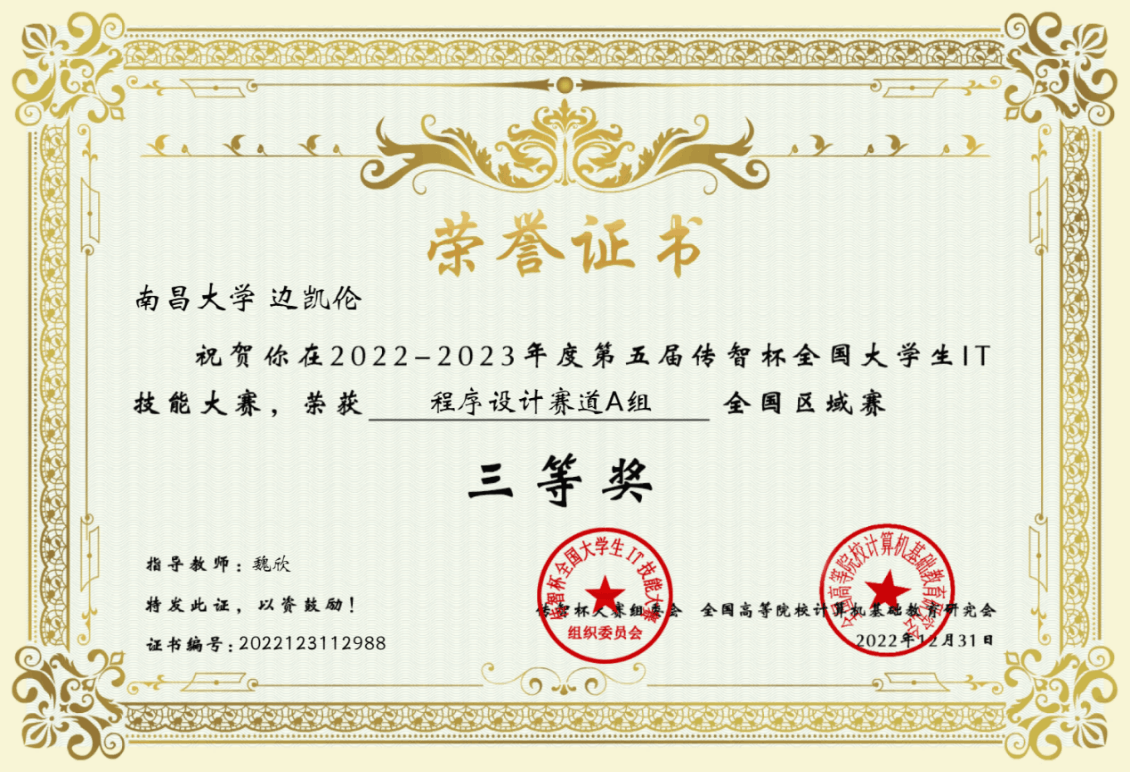 荣誉证书
南昌大学 边凯伦
祝贺你在2022-2023年度第五届传智杯全国大学生IT
技能大赛，荣获 程序设计赛道A组 全国区域赛
三等奖
指导教师：魏欣
特发此证，以资鼓励！
证书编号：2022123112988
传智杯全国大学生IT技能大赛
组织委员会
传智杯大赛组委会 全国高等院校计算机基础教育研究会
全国高等院校计算机基础教育研究会
2022年12月31日